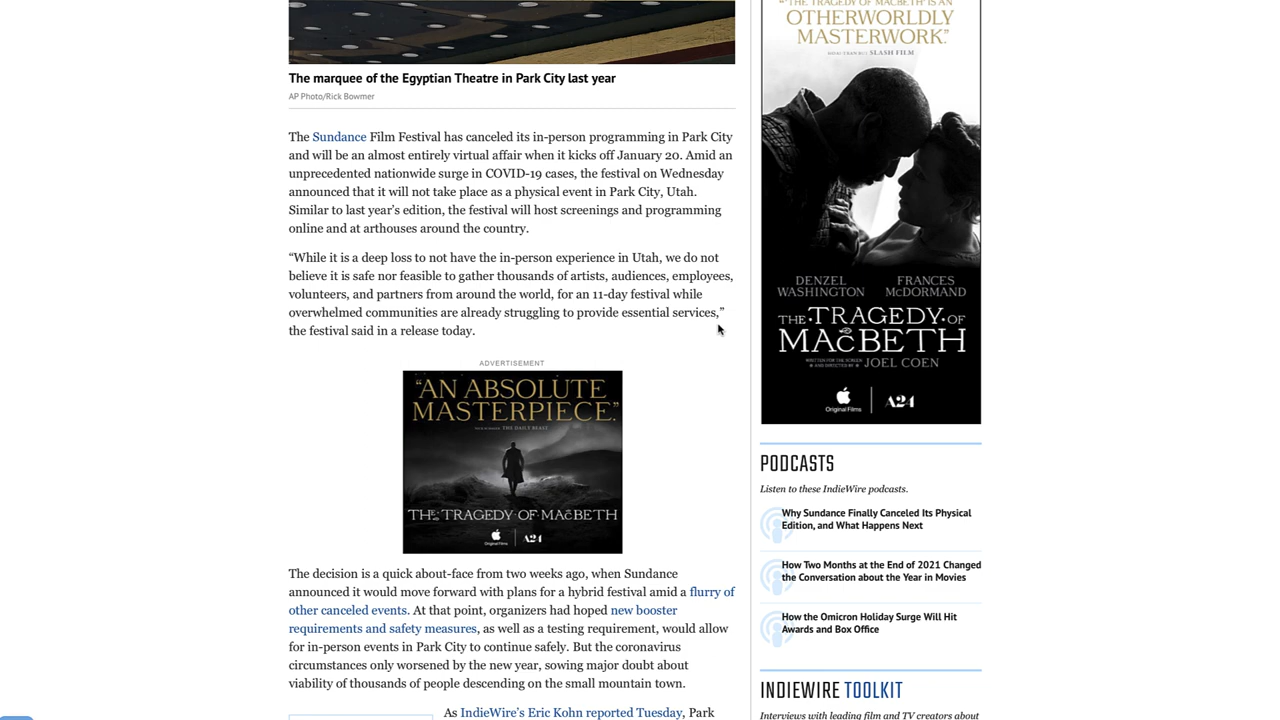 The marquee of the Egyptian Theatre in Park City last year
AP Photo/Rick Bowmer
The Sundance Film Festival has canceled its in-person programming in Park City
and will be an almost entirely virtual affair when it kicks off January 20. Amid an
unprecedented nationwide surge in COVID-19 cases, the festival on Wednesday
announced that it will not take place as a physical event in Park City, Utah.
Similar to last year's edition, the festival will host screenings and programming
online and at arthouses around the country.
“While it is a deep loss to not have the in-person experience in Utah, we do not
believe it is safe nor feasible to gather thousands of artists, audiences, employees,
volunteers, and partners from around the world, for an 11-day festival while
overwhelmed communities are already struggling to provide essential services,”
the festival said in a release today.
ADVERTISEMENT
“AN ABSOLUTE
MASTERPIECE.”
THE DAILY BEAST
THE TRAGEDY OF MACBETH
Original Films
A24
The decision is a quick about-face from two weeks ago, when Sundance
announced it would move forward with plans for a hybrid festival amid a flurry of
other canceled events. At that point, organizers had hoped new booster
requirements and safety measures, as well as a testing requirement, would allow
for in-person events in Park City to continue safely. But the coronavirus
circumstances only worsened by the new year, sowing major doubt about
viability of thousands of people descending on the small mountain town.
As IndieWire's Eric Kohn reported Tuesday, Park
“‘THE TRAGEDY OF MACBETH’ IS AN
OTHERWORLDLY
MASTERWORK.”
SLASH FILM
DENZEL WASHINGTON
FRANCES McDORMAND
THE TRAGEDY OF
MACBETH
WRITTEN FOR THE SCREEN AND DIRECTED BY JOEL COEN
Original Films
A24
PODCASTS
Listen to these IndieWire podcasts.
Why Sundance Finally Canceled Its Physical
Edition, and What Happens Next
How Two Months at the End of 2021 Changed
the Conversation about the Year in Movies
How the Omicron Holiday Surge Will Hit
Awards and Box Office
INDIEWIRE TOOLKIT
Interviews with leading film and TV creators about